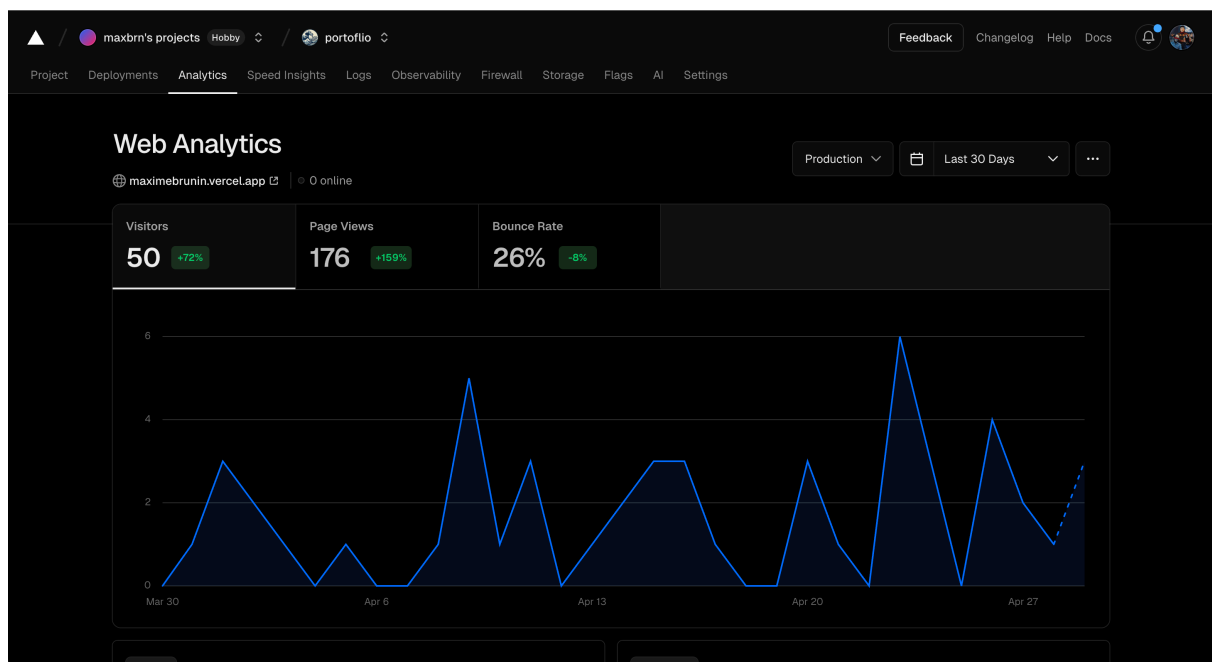 maxbrn's projects Hobby portoflio Feedback Changelog Help Docs
Project Deployments Analytics Speed Insights Logs Observability Firewall Storage Flags AI Settings
Web Analytics
Production Last 30 Days
maximebrunin.vercel.app 0 online
Visitors Page Views Bounce Rate
50 +72% 176 +159% 26% -8%
6
4
2
0
Mar 30 Apr 6 Apr 13 Apr 20 Apr 27